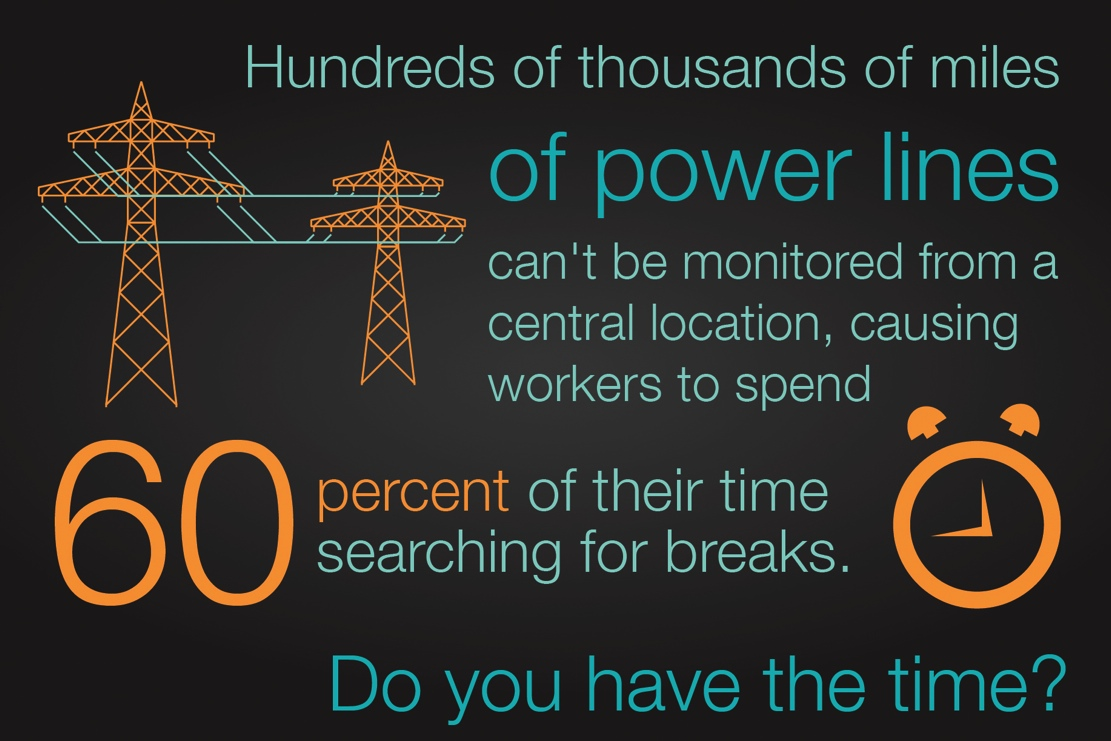 Hundreds of thousands of miles
of power lines
can't be monitored from a
central location, causing
workers to spend
60 percent of their time
searching for breaks.
Do you have the time?